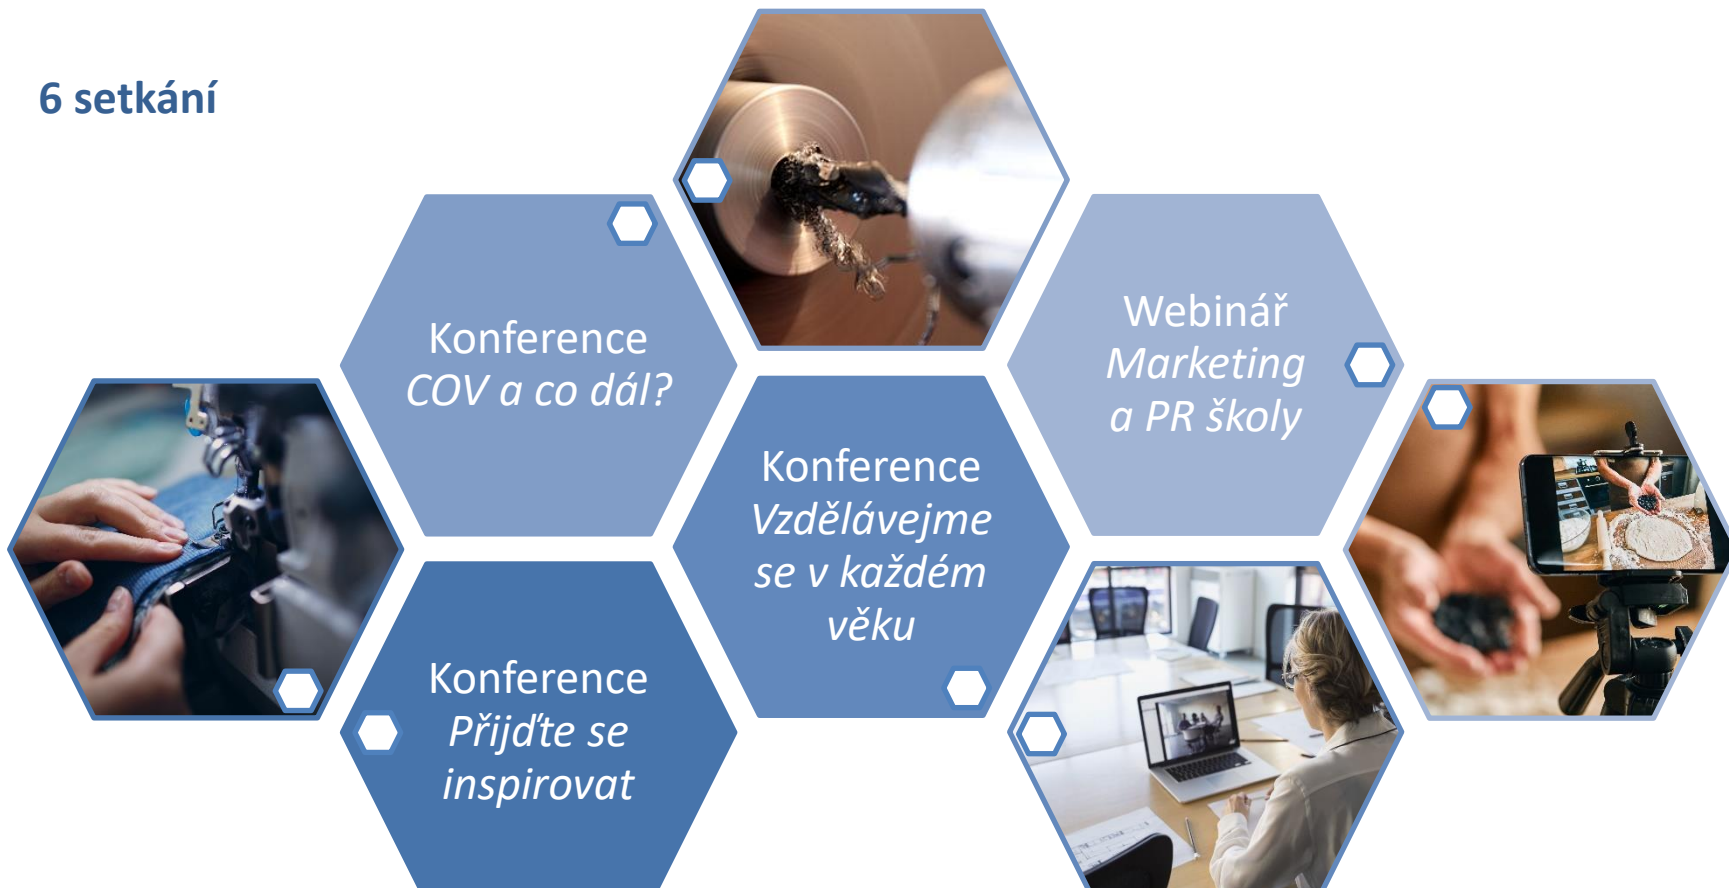 6 setkání
Konference
COV a co dál?
Webinář
Marketing
a PR školy
Konference
Vzdělávejme
se v každém
věku
Konference
Přijďte se
inspirovat